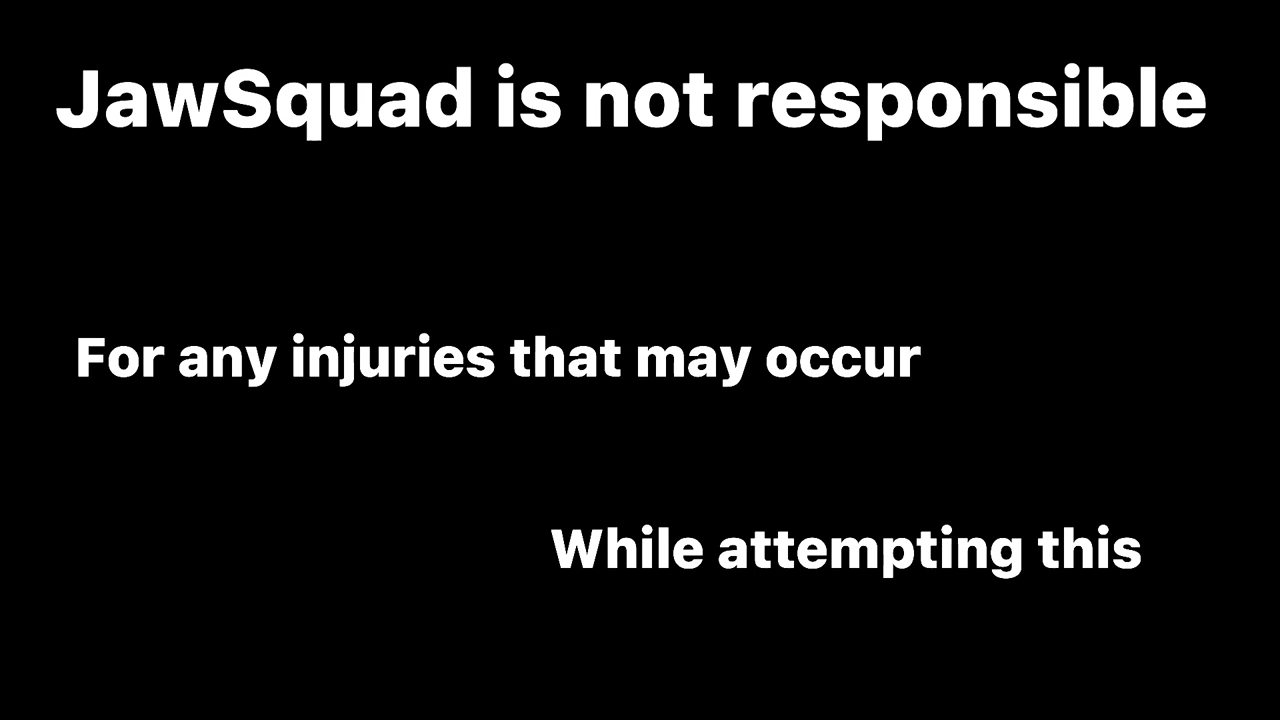 JawSquad is not responsible
For any injuries that may occur
While attempting this